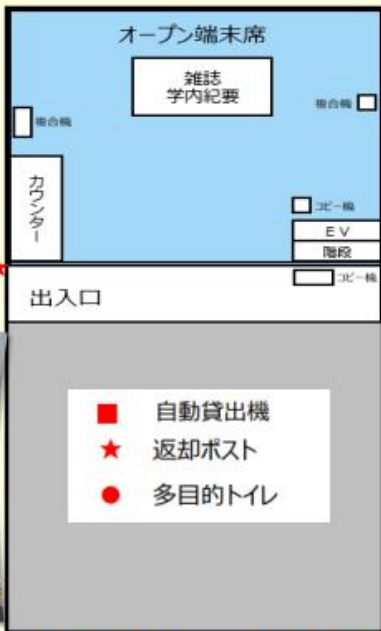 オープン端末席
雑誌
学内紀要
複合機
複合機
カウンター
コピー機
EV
階段
コピー機
出入口
自動貸出機
返却ポスト
多目的トイレ